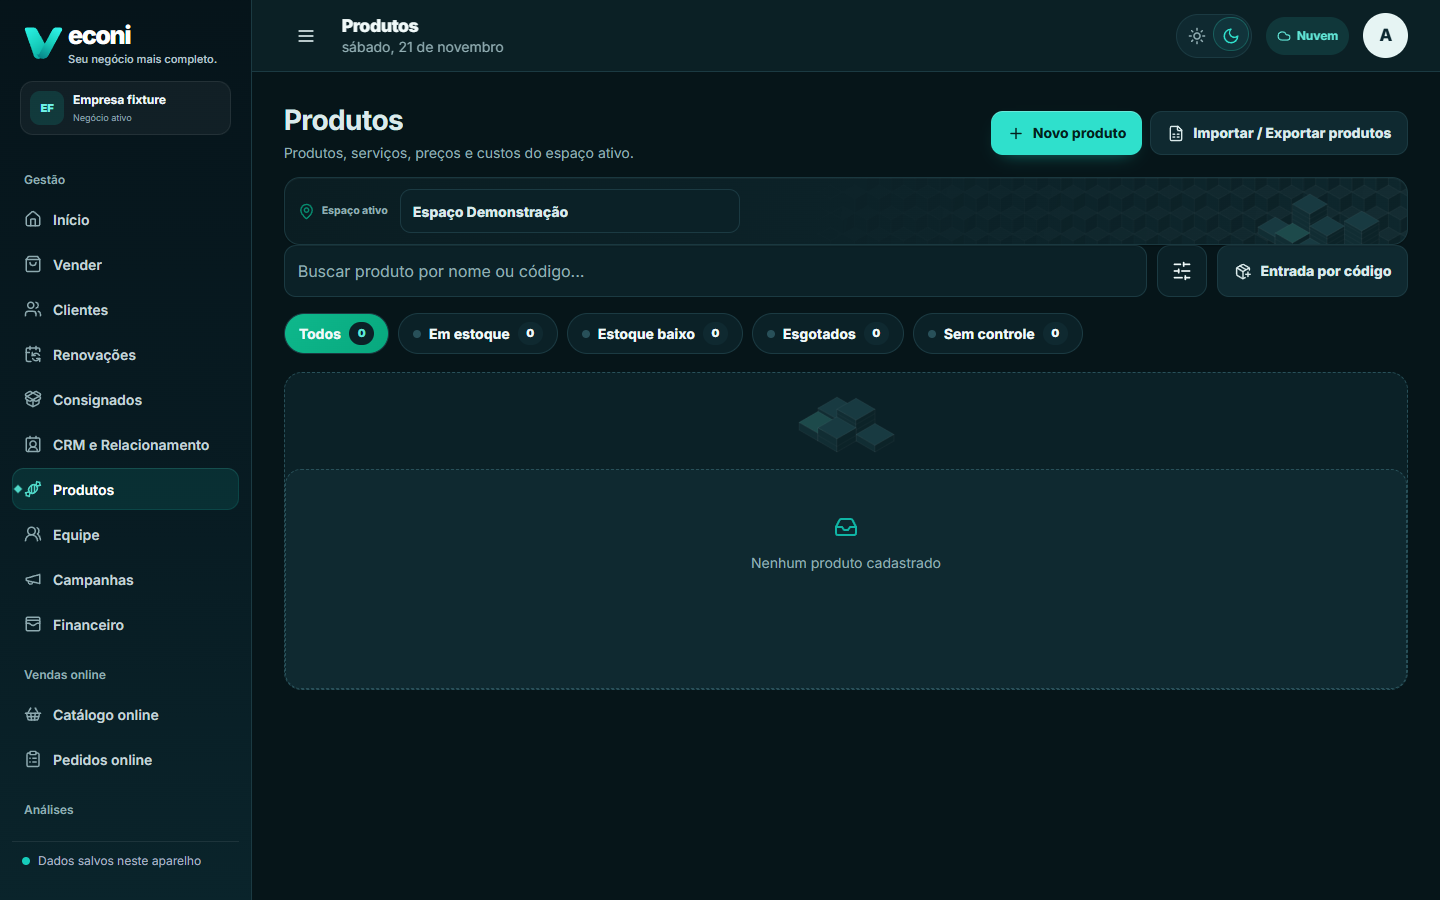 Veconi
Seu negócio mais completo.
EF
Empresa fixture
Negócio ativo
Gestão
Início
Vender
Clientes
Renovações
Consignados
CRM e Relacionamento
Produtos
Equipe
Campanhas
Financeiro
Vendas online
Catálogo online
Pedidos online
Análises
Dados salvos neste aparelho
Produtos
sábado, 21 de novembro
Nuvem
A
Produtos
Produtos, serviços, preços e custos do espaço ativo.
Novo produto
Importar / Exportar produtos
Espaço ativo
Espaço Demonstração
Buscar produto por nome ou código...
Entrada por código
Todos 0
Em estoque 0
Estoque baixo 0
Esgotados 0
Sem controle 0
Nenhum produto cadastrado